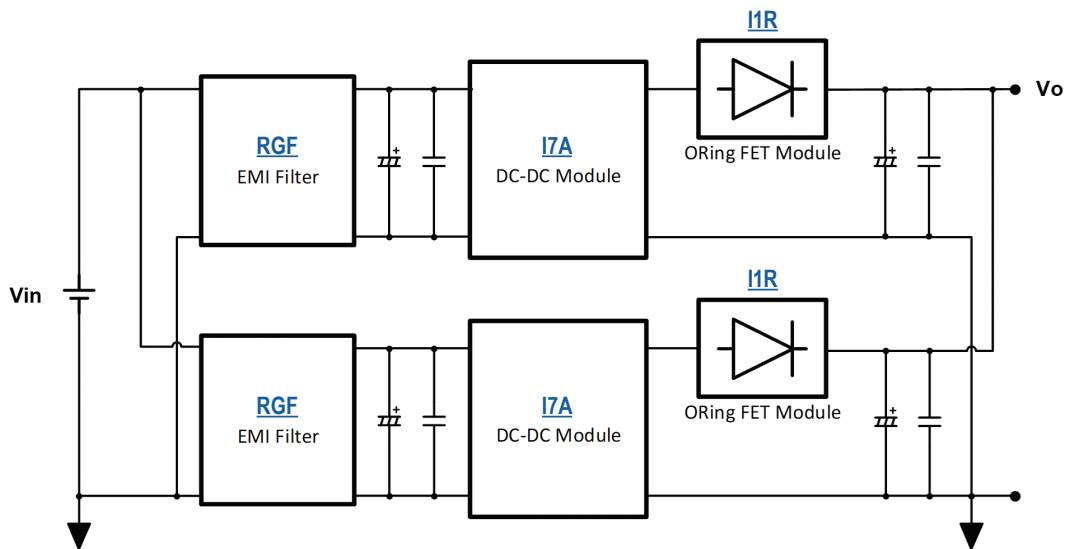 I1R
RGF
EMI Filter
+
I7A
DC-DC Module
ORing FET Module
+
Vo
Vin
I1R
RGF
EMI Filter
+
I7A
DC-DC Module
ORing FET Module
+